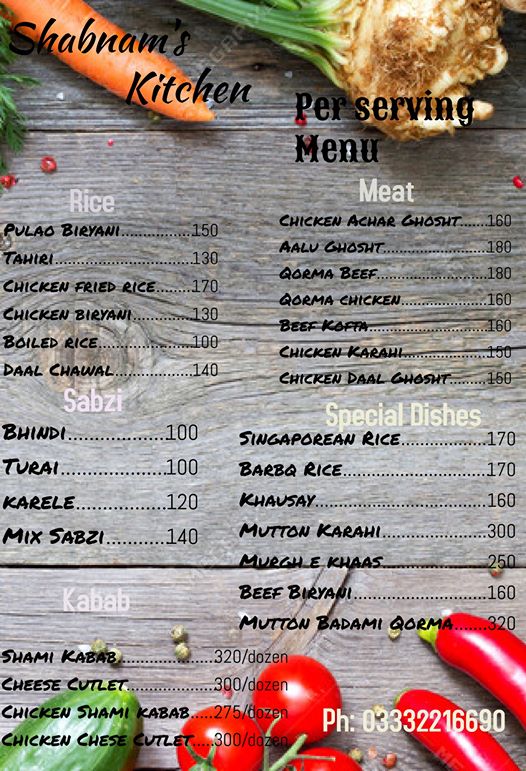 Shabnam's
Kitchen
Per serving
Menu
Rice
Pulao Biryani..............150
Tahiri...........................130
Chicken fried rice.......170
Chicken biryani............130
Boiled rice..................100
Daal Chawal...............140
Sabzi
Bhindi...................100
Turai....................100
karele.................120
Mix Sabzi............140
Kabab
Shami Kabab..................320/dozen
Cheese Cutlet................300/dozen
Chicken Shami kabab.....275/dozen
Chicken Chese Cutlet.....300/dozen
Meat
Chicken Achar Ghosht......160
Aalu Ghosht.......................180
Qorma Beef........................180
Qorma chicken...................160
Beef Kofta.........................160
Chicken Karahi..................150
Chicken Daal Ghosht........150
Special Dishes
Singaporean Rice................170
Barbq Rice...........................170
Khausay................................160
Mutton Karahi....................300
Murgh e khaas...................250
Beef Biryani........................160
Mutton Badami Qorma.......320
Ph: 03332216690